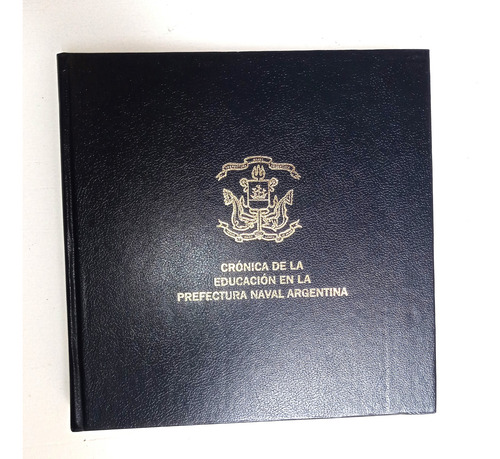 CRÓNICA DE LA
EDUCACIÓN EN LA
PREFECTURA NAVAL ARGENTINA